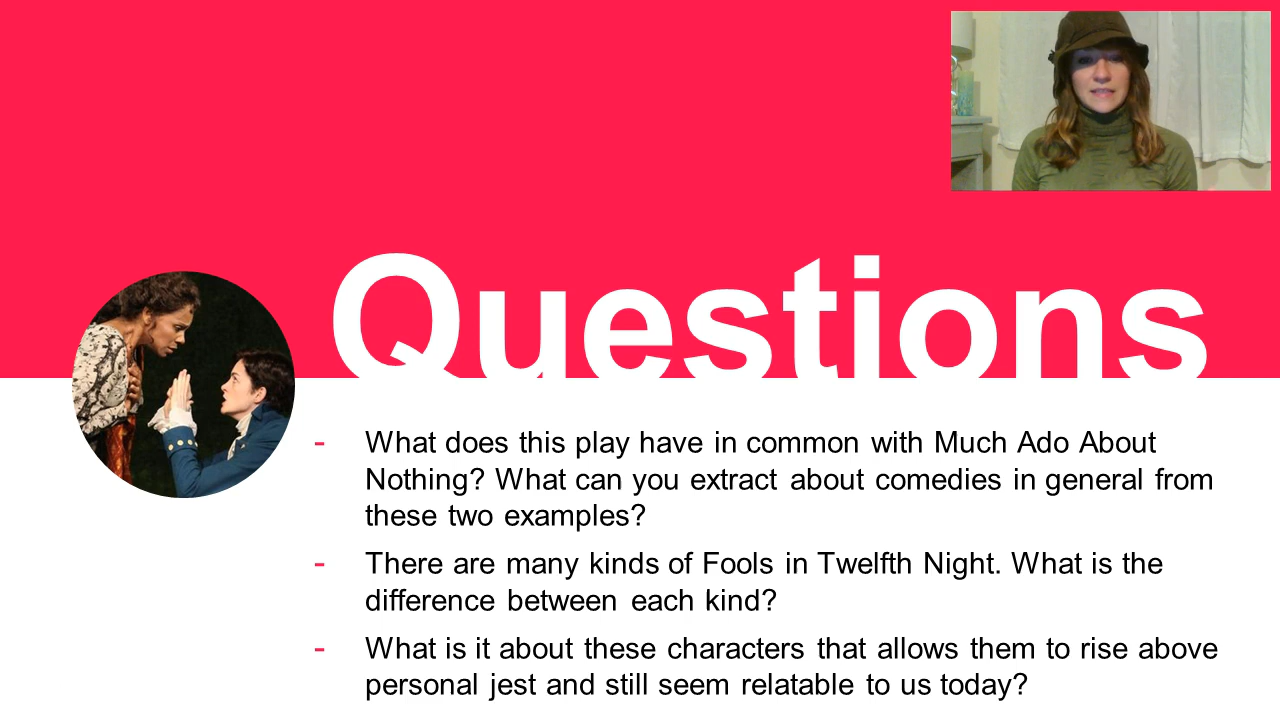 Questions
- What does this play have in common with Much Ado About
Nothing? What can you extract about comedies in general from
these two examples?
- There are many kinds of Fools in Twelfth Night. What is the
difference between each kind?
- What is it about these characters that allows them to rise above
personal jest and still seem relatable to us today?